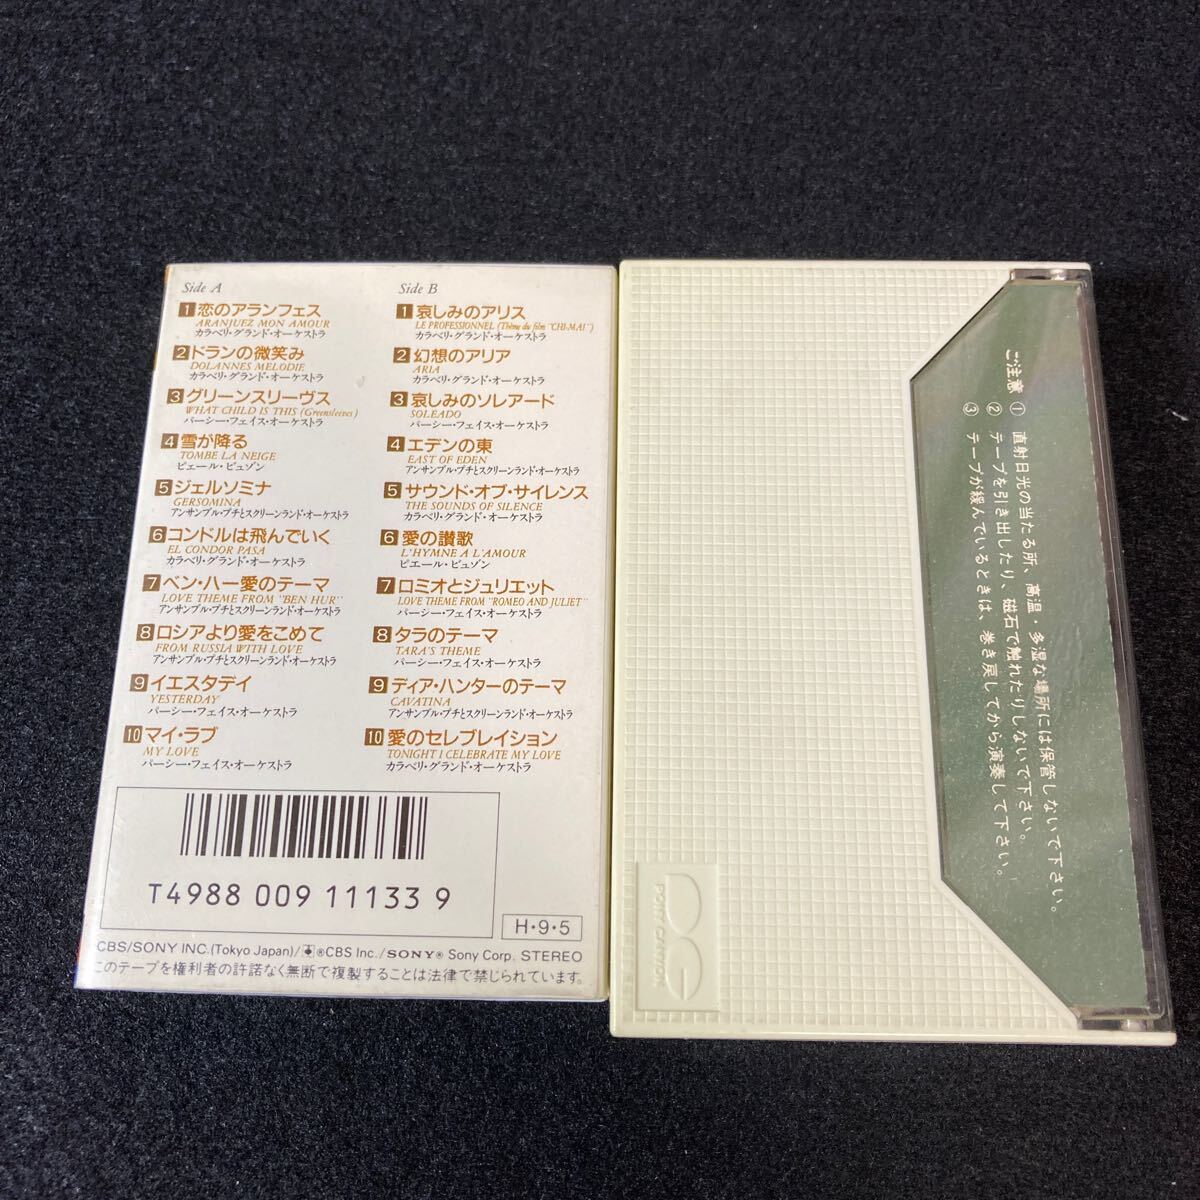 Side A
1 恋のアランフェス
ARANJUEZ MON AMOUR
カラベリ・グランド・オーケストラ
2 ドランの微笑み
DOLANNES MELODIE
カラベリ・グランド・オーケストラ
3 グリーンスリーヴス
WHAT CHILD IS THIS (Greensleeves)
パーシー・フェイス・オーケストラ
4 雪が降る
TOMBE LA NEIGE
ピエール・ビュゾン
5 ジェルソミナ
GERSOMINA
アンサンブル・プチとスクリーンランド・オーケストラ
6 コンドルは飛んでいく
EL CONDOR PASA
カラベリ・グランド・オーケストラ
7 ベン・ハー愛のテーマ
LOVE THEME FROM "BEN HUR"
アンサンブル・プチとスクリーンランド・オーケストラ
8 ロシアより愛をこめて
FROM RUSSIA WITH LOVE
アンサンブル・プチとスクリーンランド・オーケストラ
9 イエスタデイ
YESTERDAY
パーシー・フェイス・オーケストラ
10 マイ・ラブ
MY LOVE
パーシー・フェイス・オーケストラ
Side B
1 哀しみのアリス
LE PROFESSIONNEL (Thème du film "CHI-MAI")
カラベリ・グランド・オーケストラ
2 幻想のアリア
ARIA
カラベリ・グランド・オーケストラ
3 哀しみのソレアード
SOLEADO
パーシー・フェイス・オーケストラ
4 エデンの東
EAST OF EDEN
アンサンブル・プチとスクリーンランド・オーケストラ
5 サウンド・オブ・サイレンス
THE SOUNDS OF SILENCE
カラベリ・グランド・オーケストラ
6 愛の讃歌
L'HYMNE A L'AMOUR
ピエール・ビュゾン
7 ロミオとジュリエット
LOVE THEME FROM "ROMEO AND JULIET"
パーシー・フェイス・オーケストラ
8 タラのテーマ
TARA'S THEME
パーシー・フェイス・オーケストラ
9 ディア・ハンターのテーマ
CAVATINA
アンサンブル・プチとスクリーンランド・オーケストラ
10 愛のセレブレイション
TONIGHT I CELEBRATE MY LOVE
カラベリ・グランド・オーケストラ
T4988 009 11133 9
H・9・5
CBS/SONY INC.(Tokyo Japan)/®CBS Inc./SONY® Sony Corp. STEREO
このテープを権利者の許諾なく無断で複製することは法律で禁じられています。
ご注意 ① 直射日光の当たる所、高温・多湿な場所には保管しないで下さい。
② テープを引き出したり、磁石で触れたりしないで下さい。
③ テープが緩んでいるときは、巻き戻してから演奏して下さい。
PONY CANYON